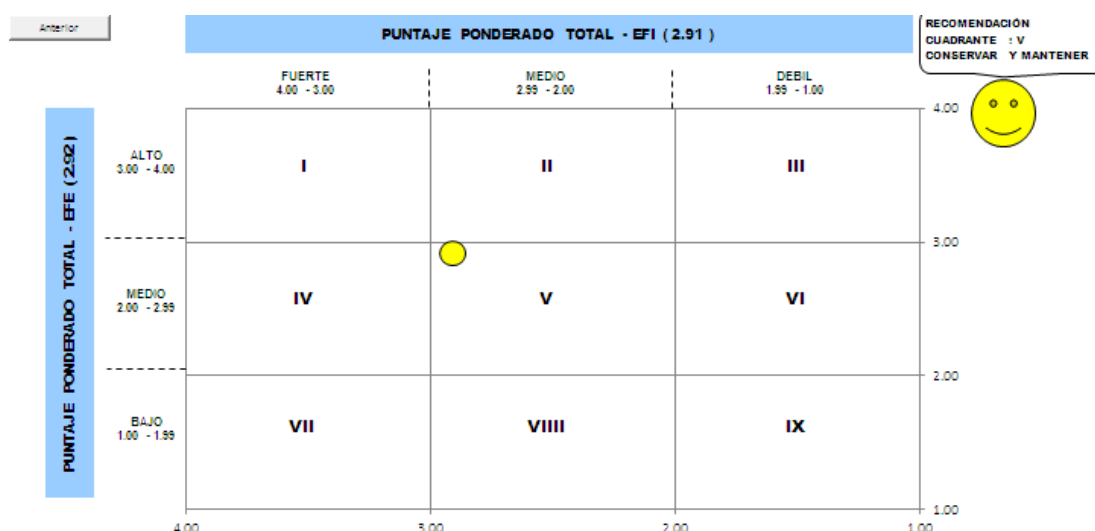 Anterior
PUNTAJE PONDERADO TOTAL - EFI ( 2.91 )
RECOMENDACIÓN
CUADRANTE : V
CONSERVAR Y MANTENER
FUERTE
4.00 - 3.00
MEDIO
2.99 - 2.00
DEBIL
1.99 - 1.00
PUNTAJE PONDERADO TOTAL - EFE ( 2.92 )
4.00
ALTO
3.00 - 4.00
I
II
III
3.00
MEDIO
2.00 - 2.99
IV
V
VI
2.00
BAJO
1.00 - 1.99
VII
VIIII
IX
1.00
4.00
3.00
2.00
1.00